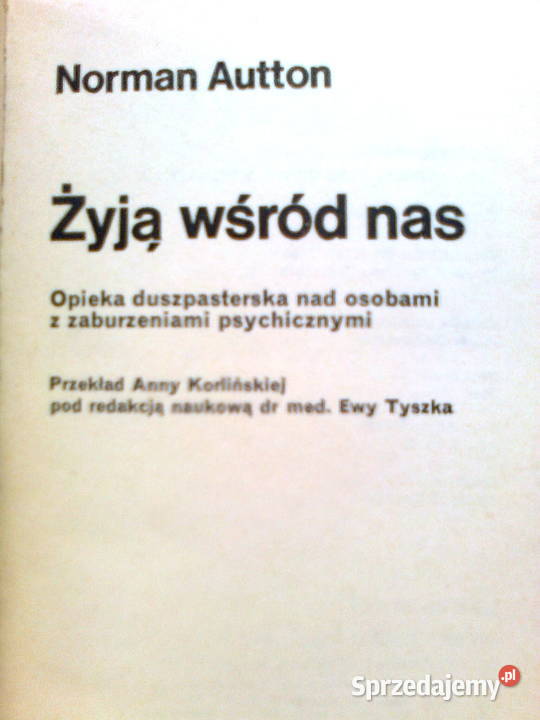 Norman Autton
Żyją wśród nas
Opieka duszpasterska nad osobami
z zaburzeniami psychicznymi
Przekład Anny Korlińskiej
pod redakcją naukową dr med. Ewy Tyszka
Sprzedajemy.pl